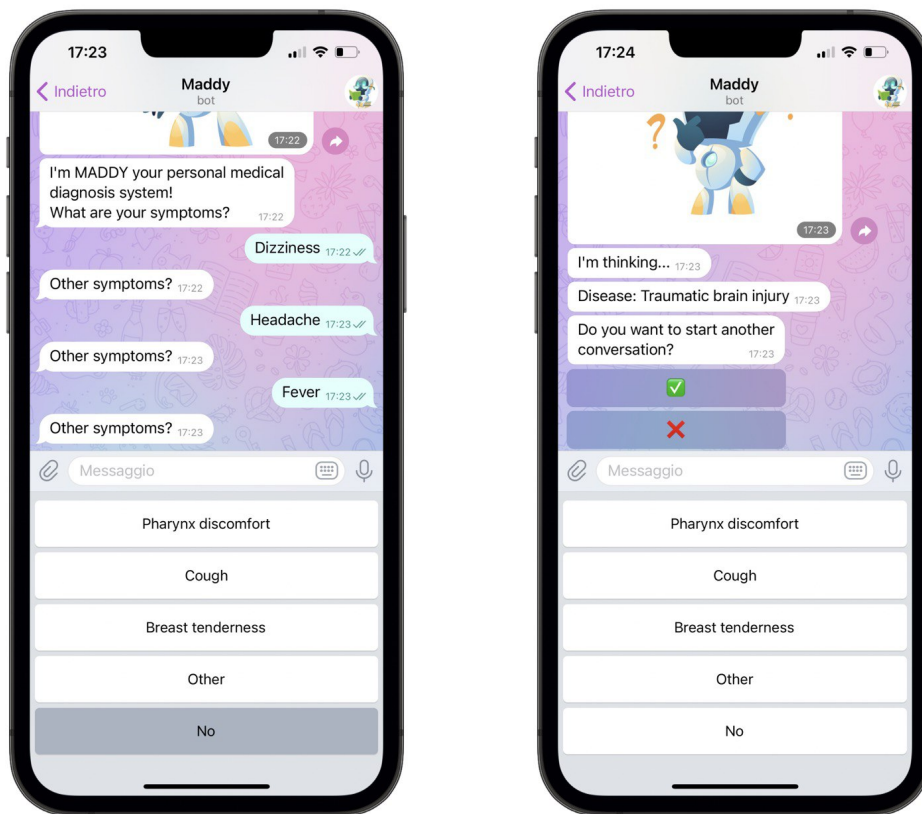 17:23
Indietro
Maddy
bot
17:22
I'm MADDY your personal medical
diagnosis system!
What are your symptoms? 17:22
Dizziness 17:22
Other symptoms? 17:22
Headache 17:23
Other symptoms? 17:23
Fever 17:23
Other symptoms? 17:23
Messaggio
Pharynx discomfort
Cough
Breast tenderness
Other
No
17:24
Indietro
Maddy
bot
? ?
17:23
I'm thinking... 17:23
Disease: Traumatic brain injury 17:23
Do you want to start another
conversation? 17:23
Messaggio
Pharynx discomfort
Cough
Breast tenderness
Other
No